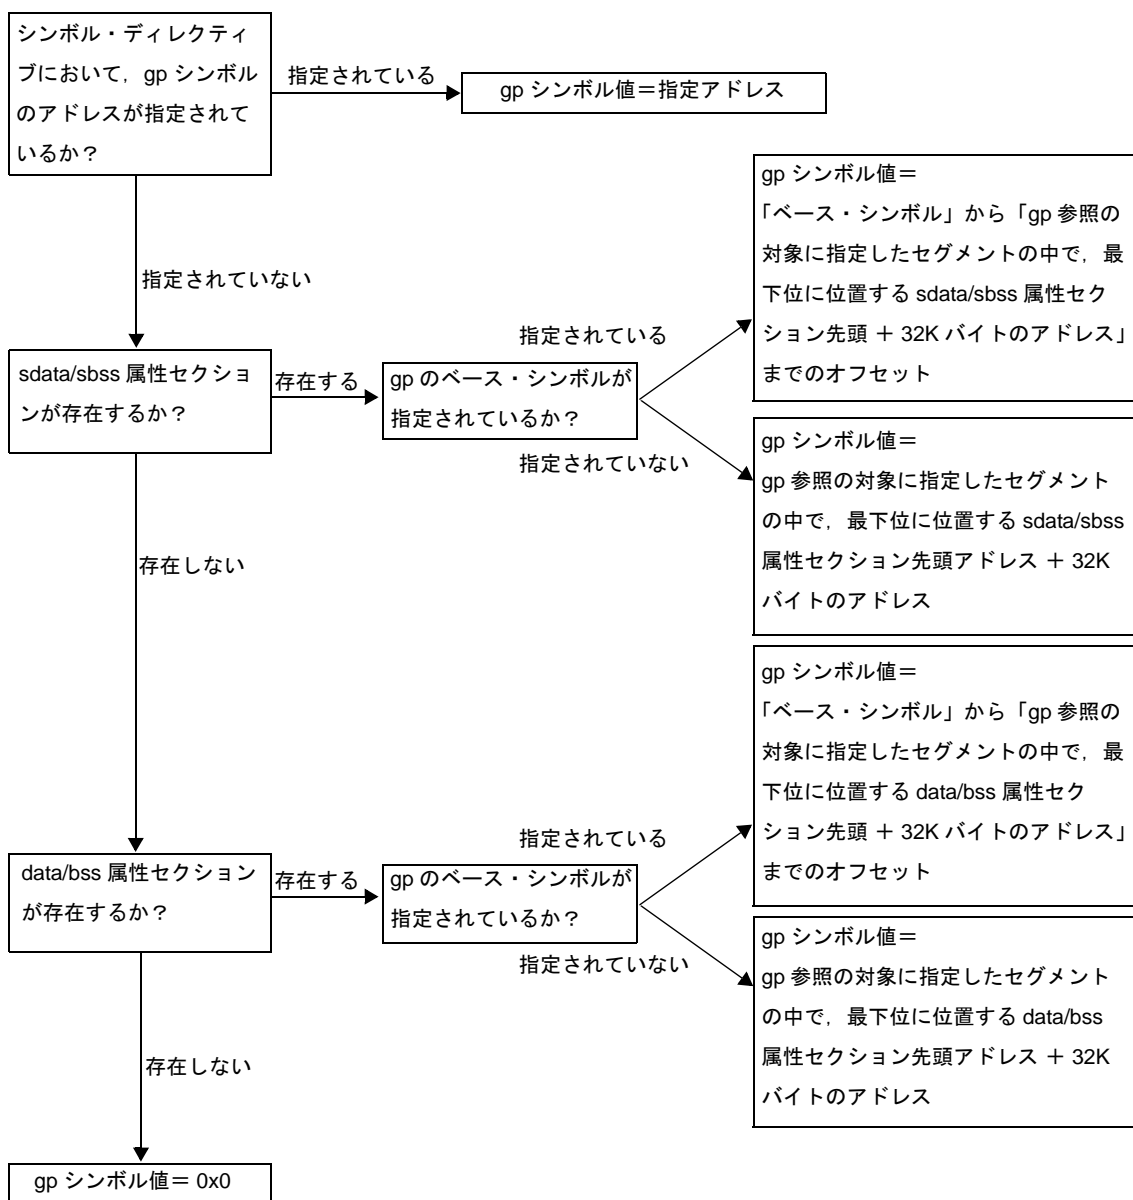 シンボル・ディレクティ
ブにおいて，gp シンボル
のアドレスが指定されて
いるか？
指定されている
gp シンボル値＝指定アドレス
指定されていない
sdata/sbss 属性セクショ
ンが存在するか？
存在する
gp のベース・シンボルが
指定されているか？
指定されている
gp シンボル値＝
「ベース・シンボル」から「gp 参照の
対象に指定したセグメントの中で，最
下位に位置する sdata/sbss 属性セク
ション先頭 ＋ 32K バイトのアドレス」
までのオフセット
指定されていない
gp シンボル値＝
gp 参照の対象に指定したセグメント
の中で，最下位に位置する sdata/sbss
属性セクション先頭アドレス ＋ 32K
バイトのアドレス
存在しない
data/bss 属性セクション
が存在するか？
存在する
gp のベース・シンボルが
指定されているか？
指定されている
gp シンボル値＝
「ベース・シンボル」から「gp 参照の
対象に指定したセグメントの中で，最
下位に位置する data/bss 属性セク
ション先頭 ＋ 32K バイトのアドレス」
までのオフセット
指定されていない
gp シンボル値＝
gp 参照の対象に指定したセグメント
の中で，最下位に位置する data/bss
属性セクション先頭アドレス ＋ 32K
バイトのアドレス
存在しない
gp シンボル値＝ 0x0